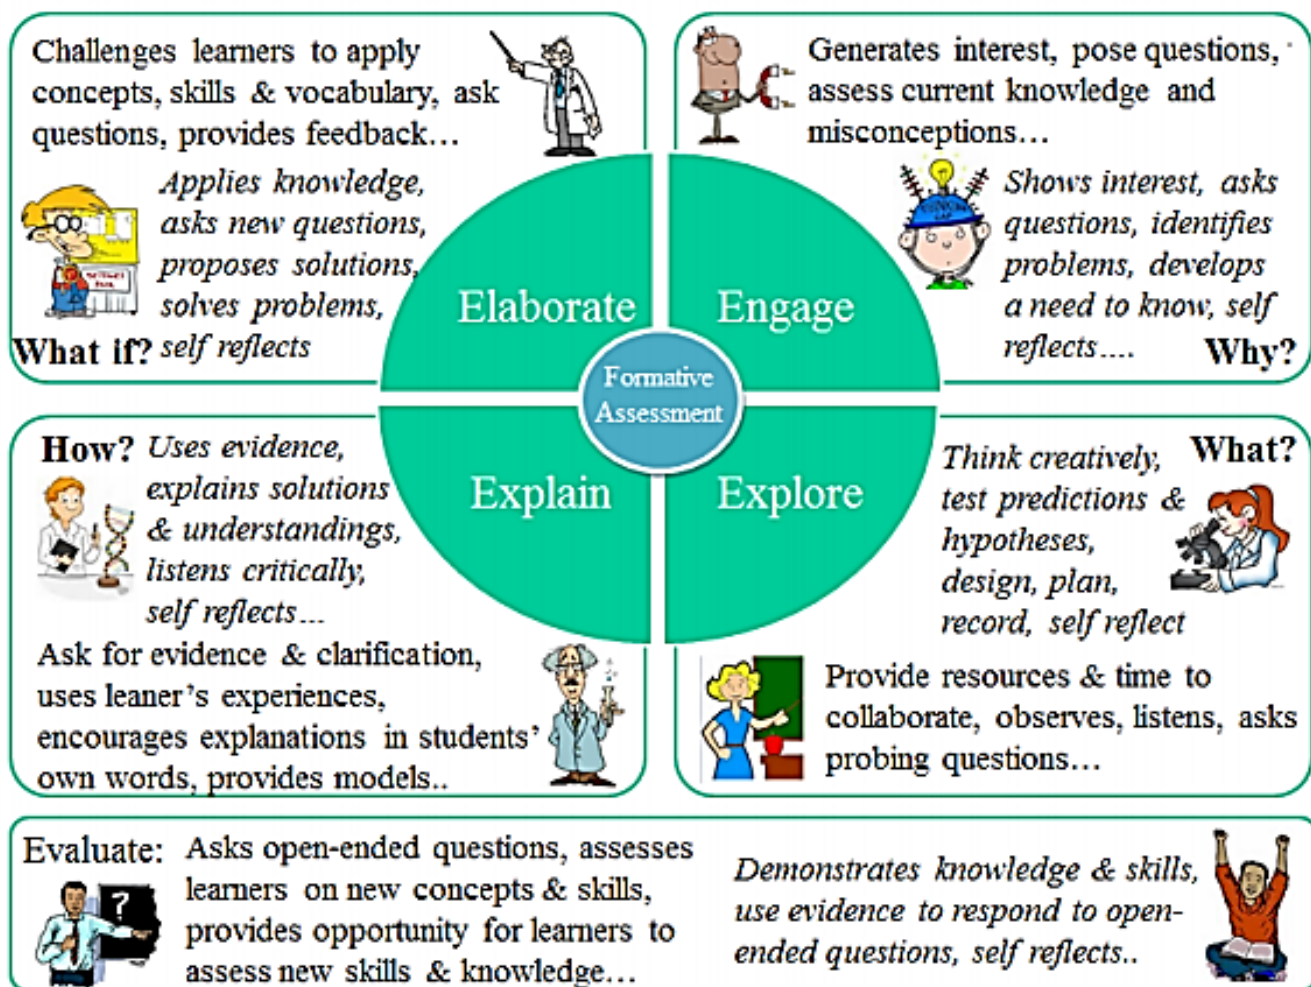 Challenges learners to apply
concepts, skills & vocabulary, ask
questions, provides feedback…
Applies knowledge,
asks new questions,
proposes solutions,
solves problems,
What if? self reflects
Generates interest, pose questions,
assess current knowledge and
misconceptions…
Shows interest, asks
questions, identifies
problems, develops
a need to know, self
reflects….
Why?
Elaborate
Engage
Formative
Assessment
Explain
Explore
How? Uses evidence,
explains solutions
& understandings,
listens critically,
self reflects…
Ask for evidence & clarification,
uses leaner’s experiences,
encourages explanations in students’
own words, provides models..
What?
Think creatively,
test predictions &
hypotheses,
design, plan,
record, self reflect
Provide resources & time to
collaborate, observes, listens, asks
probing questions…
Evaluate:
?
Asks open-ended questions, assesses
learners on new concepts & skills,
provides opportunity for learners to
assess new skills & knowledge…
Demonstrates knowledge & skills,
use evidence to respond to open-
ended questions, self reflects..